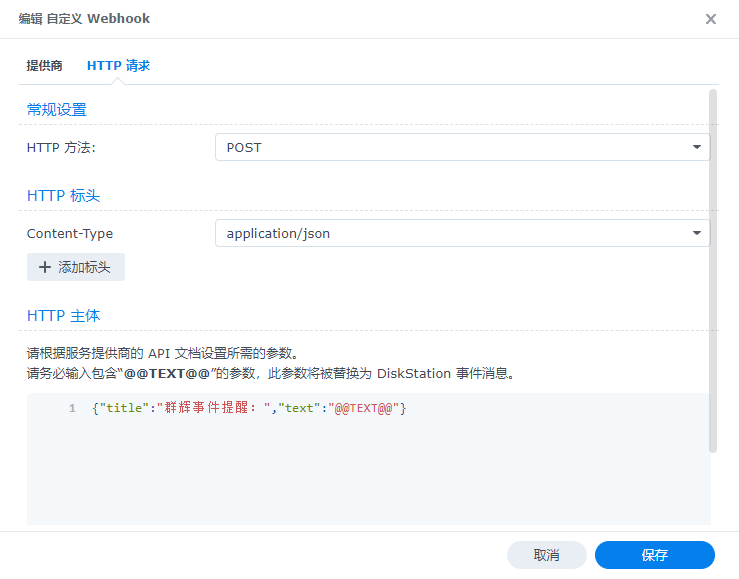 编辑 自定义 Webhook
提供商 HTTP 请求
常规设置
HTTP 方法: POST
HTTP 标头
Content-Type application/json
添加标头
HTTP 主体
请根据服务提供商的 API 文档设置所需的参数。
请务必输入包含“@@TEXT@@”的参数，此参数将被替换为 DiskStation 事件消息。
1 {"title":"群辉事件提醒：","text":"@@TEXT@@"}
取消 保存